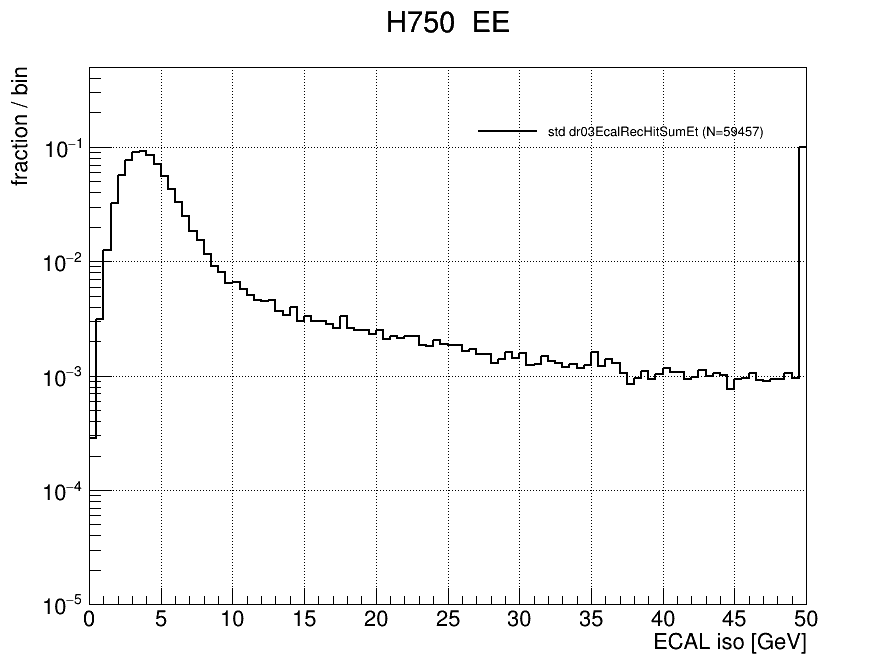 H750 EE
fraction / bin
std dr03EcalRecHitSumEt (N=59457)
10⁻¹
10⁻²
10⁻³
10⁻⁴
10⁻⁵
0 5 10 15 20 25 30 35 40 45 50
ECAL iso [GeV]